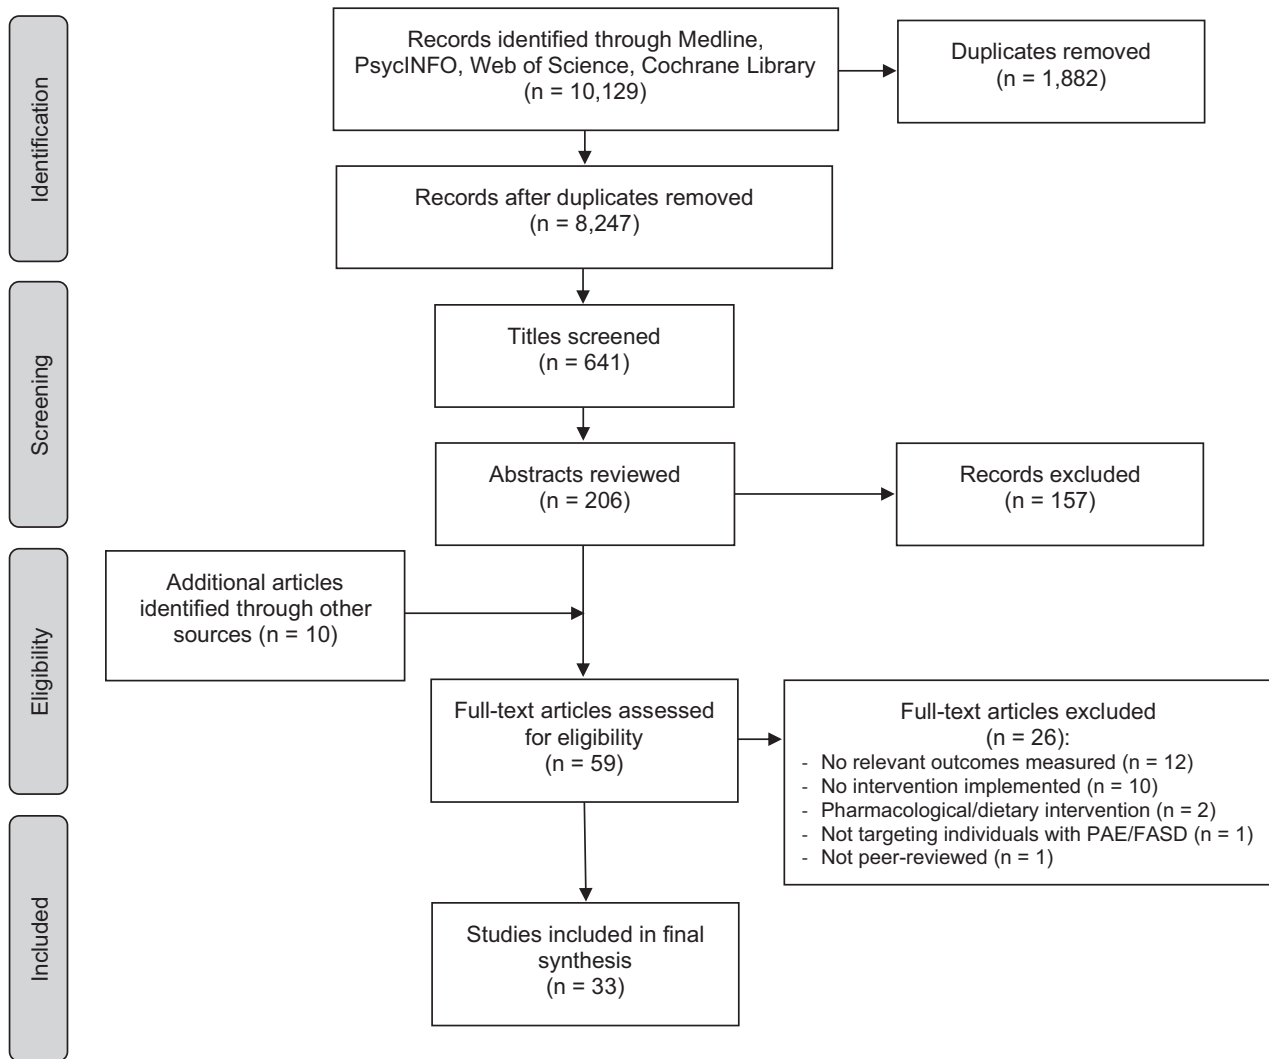 Identification
Records identified through Medline,
PsycINFO, Web of Science, Cochrane Library
(n = 10,129)
Duplicates removed
(n = 1,882)
Records after duplicates removed
(n = 8,247)
Screening
Titles screened
(n = 641)
Abstracts reviewed
(n = 206)
Records excluded
(n = 157)
Eligibility
Additional articles
identified through other
sources (n = 10)
Full-text articles assessed
for eligibility
(n = 59)
Full-text articles excluded
(n = 26):
- No relevant outcomes measured (n = 12)
- No intervention implemented (n = 10)
- Pharmacological/dietary intervention (n = 2)
- Not targeting individuals with PAE/FASD (n = 1)
- Not peer-reviewed (n = 1)
Included
Studies included in final
synthesis
(n = 33)